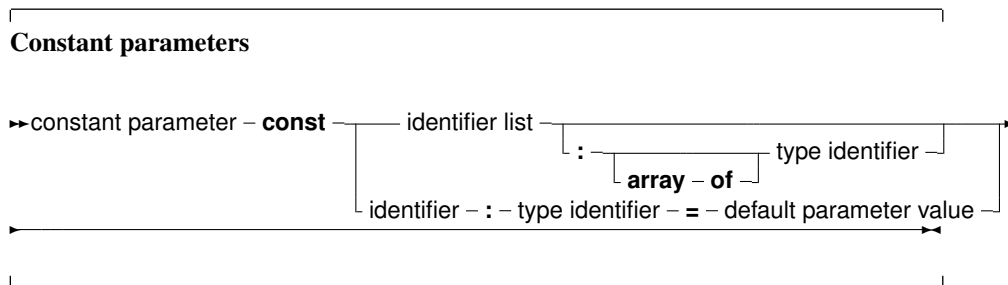 Constant parameters
constant parameter – const – identifier list
: – type identifier –
array – of –
identifier – : – type identifier – = – default parameter value –